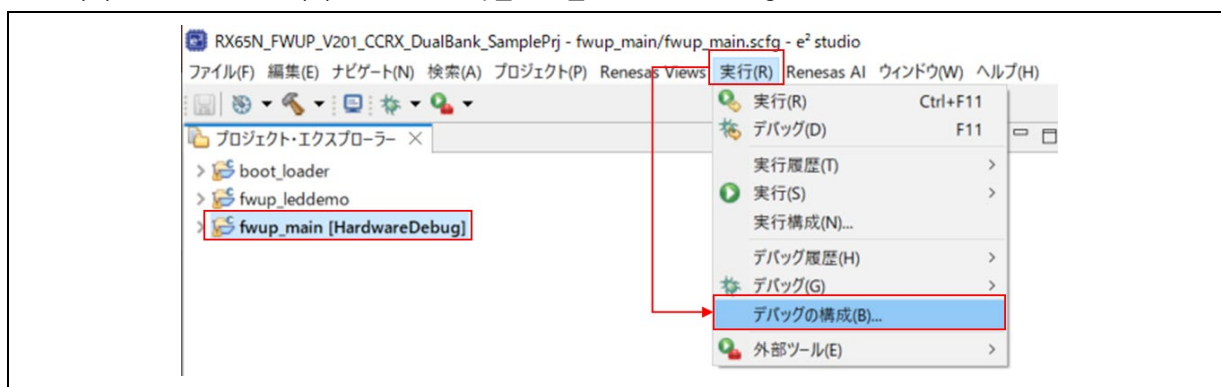 RX65N_FWUP_V201_CCRX_DualBank_SamplePrj - fwup_main/fwup_main.scfg - e² studio
ファイル(F) 編集(E) ナビゲート(N) 検索(A) プロジェクト(P) Renesas Views 実行(R) Renesas AI ウィンドウ(W) ヘルプ(H)
プロジェクト・エクスプローラー
boot_loader
fwup_leddemo
fwup_main [HardwareDebug]
実行(R) Ctrl+F11
デバッグ(D) F11
実行履歴(T)
実行(S)
実行構成(N)...
デバッグ履歴(H)
デバッグ(G)
デバッグの構成(B)...
外部ツール(E)